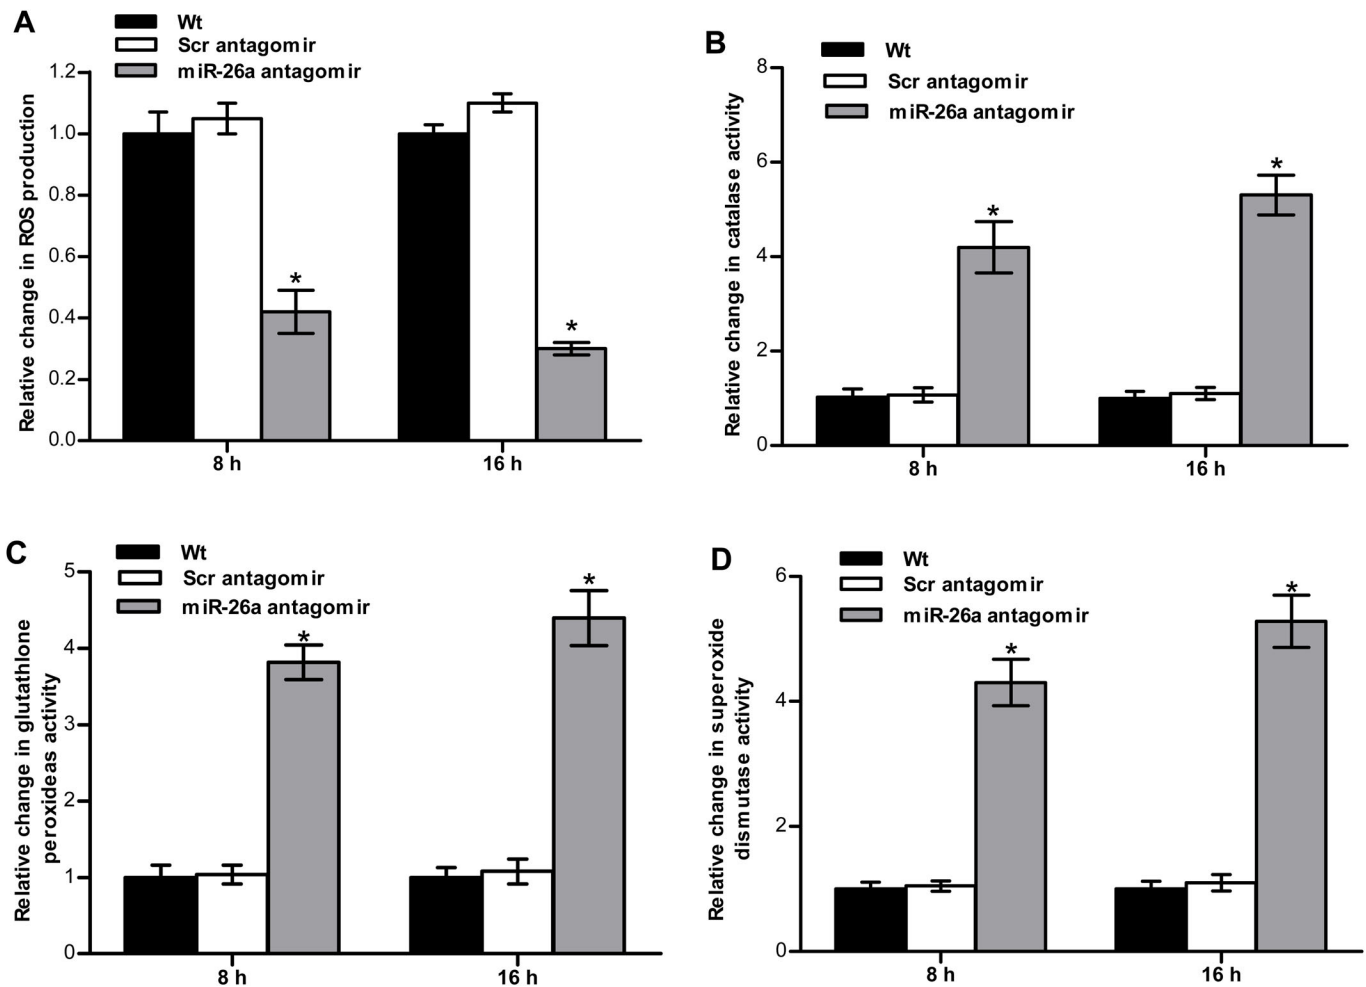 A
Wt
Scr antagomir
miR-26a antagomir
Relative change in ROS production
1.2
1.0
0.8
0.6
0.4
0.2
0.0
*
*
8 h
16 h
B
Wt
Scr antagomir
miR-26a antagomir
Relative change in catalase activity
8
6
4
2
0
*
*
8 h
16 h
C
Wt
Scr antagomir
miR-26a antagomir
Relative change in glutathlone
peroxideas activity
5
4
3
2
1
0
*
*
8 h
16 h
D
Wt
Scr antagomir
miR-26a antagomir
Relative change in superoxide
dismutase activity
6
4
2
0
*
*
8 h
16 h